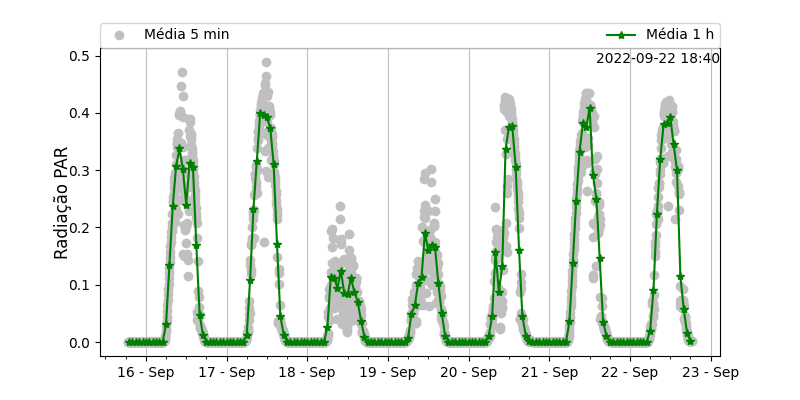 Média 5 min
Média 1 h
2022-09-22 18:40
Radiação PAR
0.5
0.4
0.3
0.2
0.1
0.0
16 - Sep
17 - Sep
18 - Sep
19 - Sep
20 - Sep
21 - Sep
22 - Sep
23 - Sep